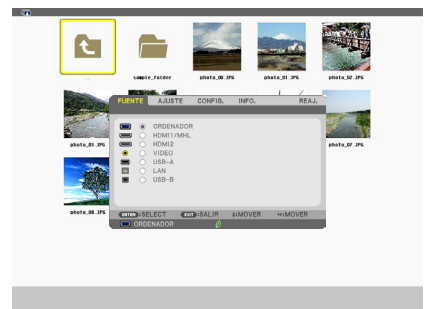 ..
sample_folder
photo_00.JPG
photo_01.JPG
photo_02.JPG
FUENTE AJUSTE CONFIG. INFO. REAJ.
ORDENADOR
HDMI1/MHL
HDMI2
VIDEO
USB-A
LAN
USB-B
photo_03.JPG
photo_07.JPG
photo_08.JPG
ENTER :SELECT EXIT :SALIR ↕:MOVER ↔:MOVER
ORDENADOR